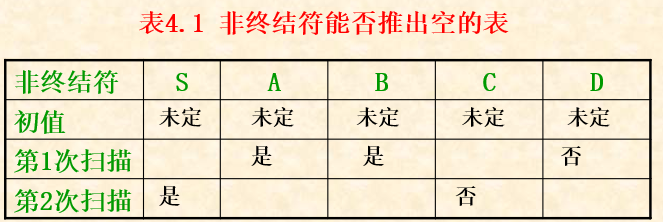 表4.1 非终结符能否推出空的表
非终结符 S A B C D
初值 未定 未定 未定 未定 未定
第1次扫描 是 是 否
第2次扫描 是 否